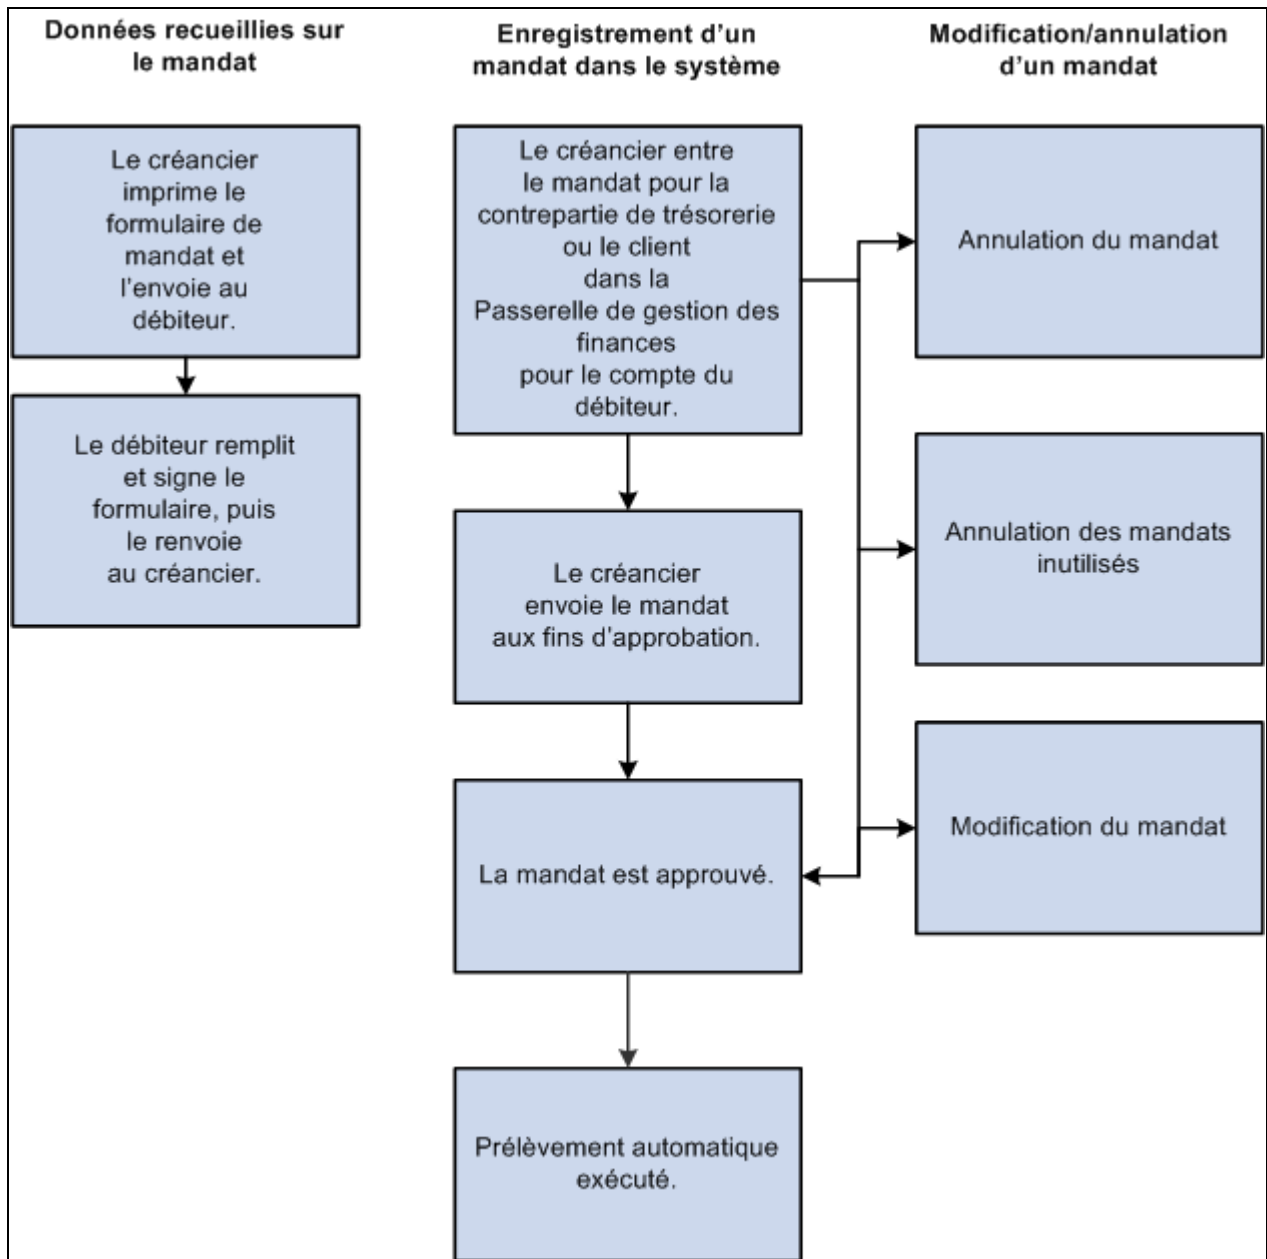 Données recueillies sur
le mandat
Enregistrement d'un
mandat dans le système
Modification/annulation
d'un mandat
Le créancier
imprime le
formulaire de
mandat et
l'envoie au
débiteur.
Le débiteur remplit
et signe le
formulaire, puis
le renvoie
au créancier.
Le créancier entre
le mandat pour la
contrepartie de trésorerie
ou le client
dans la
Passerelle de gestion des
finances
pour le compte du
débiteur.
Le créancier
envoie le mandat
aux fins d'approbation.
La mandat est approuvé.
Prélèvement automatique
exécuté.
Annulation du mandat
Annulation des mandats
inutilisés
Modification du mandat